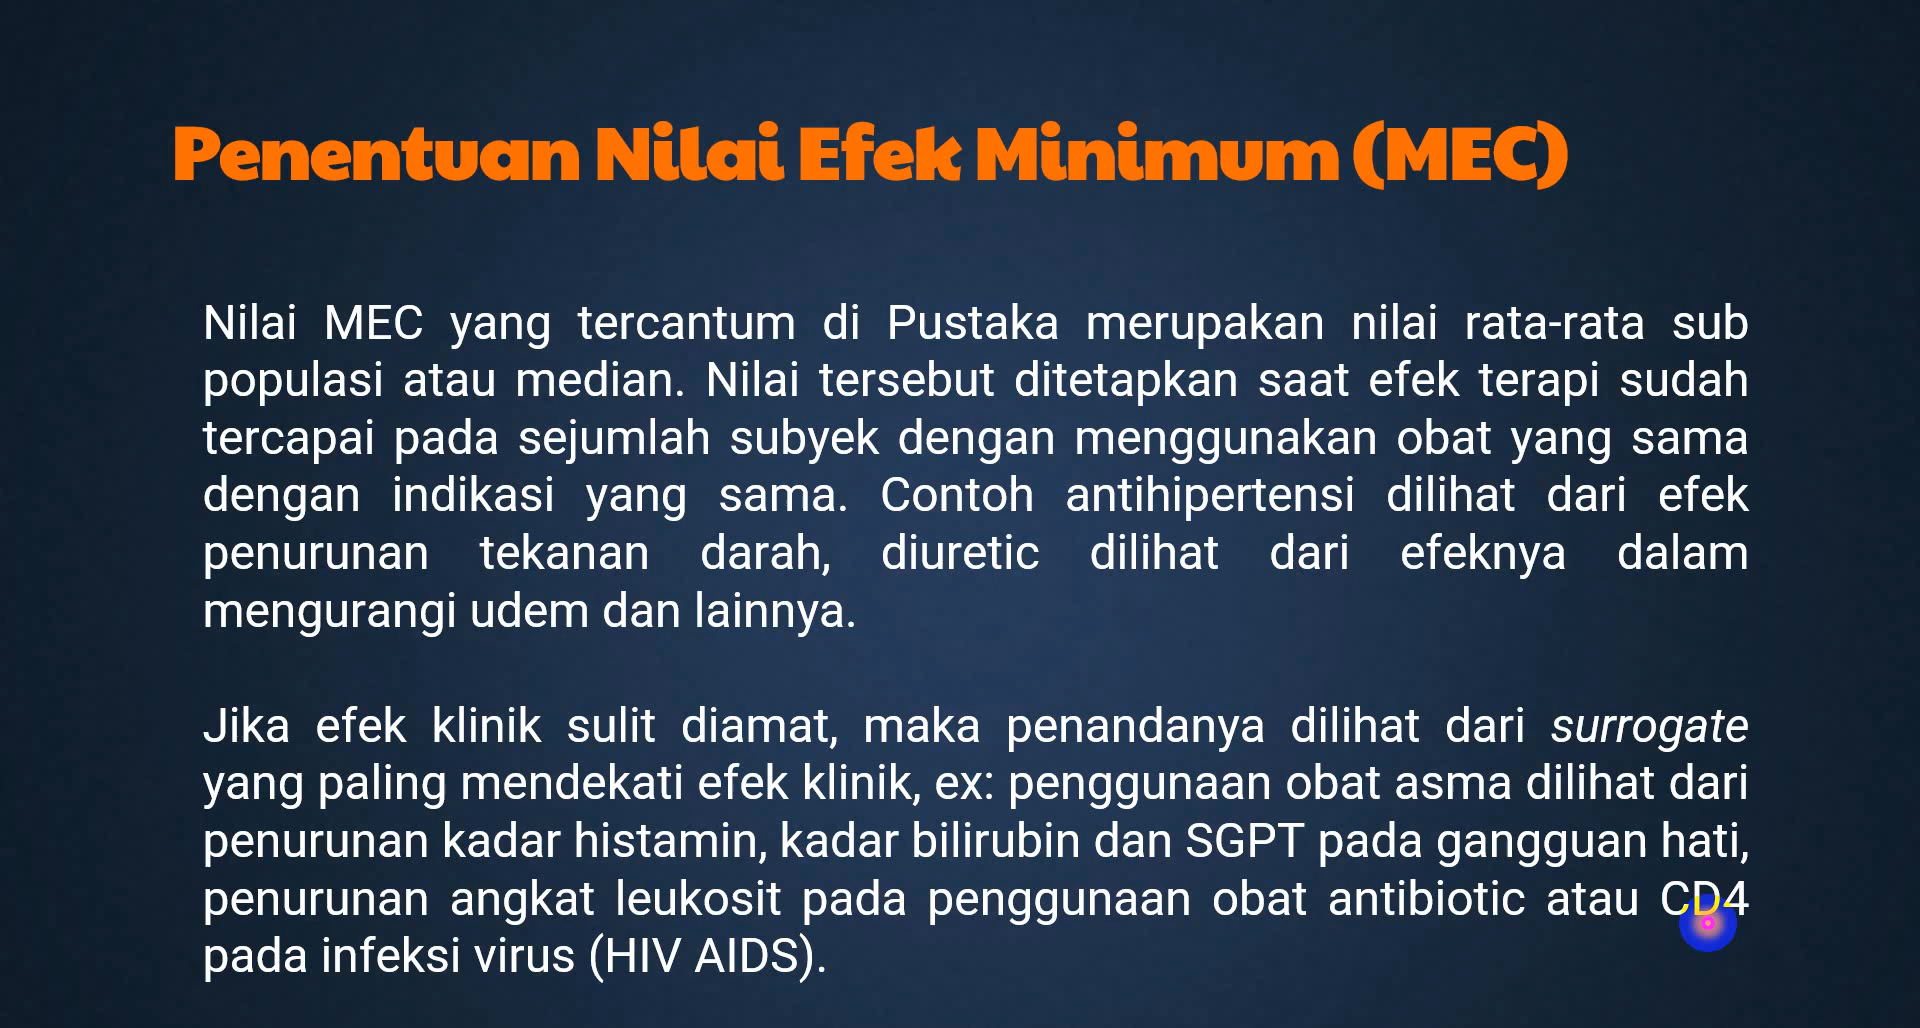 Penentuan Nilai Efek Minimum (MEC)
Nilai MEC yang tercantum di Pustaka merupakan nilai rata-rata sub
populasi atau median. Nilai tersebut ditetapkan saat efek terapi sudah
tercapai pada sejumlah subyek dengan menggunakan obat yang sama
dengan indikasi yang sama. Contoh antihipertensi dilihat dari efek
penurunan tekanan darah, diuretic dilihat dari efeknya dalam
mengurangi udem dan lainnya.
Jika efek klinik sulit diamat, maka penandanya dilihat dari surrogate
yang paling mendekati efek klinik, ex: penggunaan obat asma dilihat dari
penurunan kadar histamin, kadar bilirubin dan SGPT pada gangguan hati,
penurunan angkat leukosit pada penggunaan obat antibiotic atau CD4
pada infeksi virus (HIV AIDS).